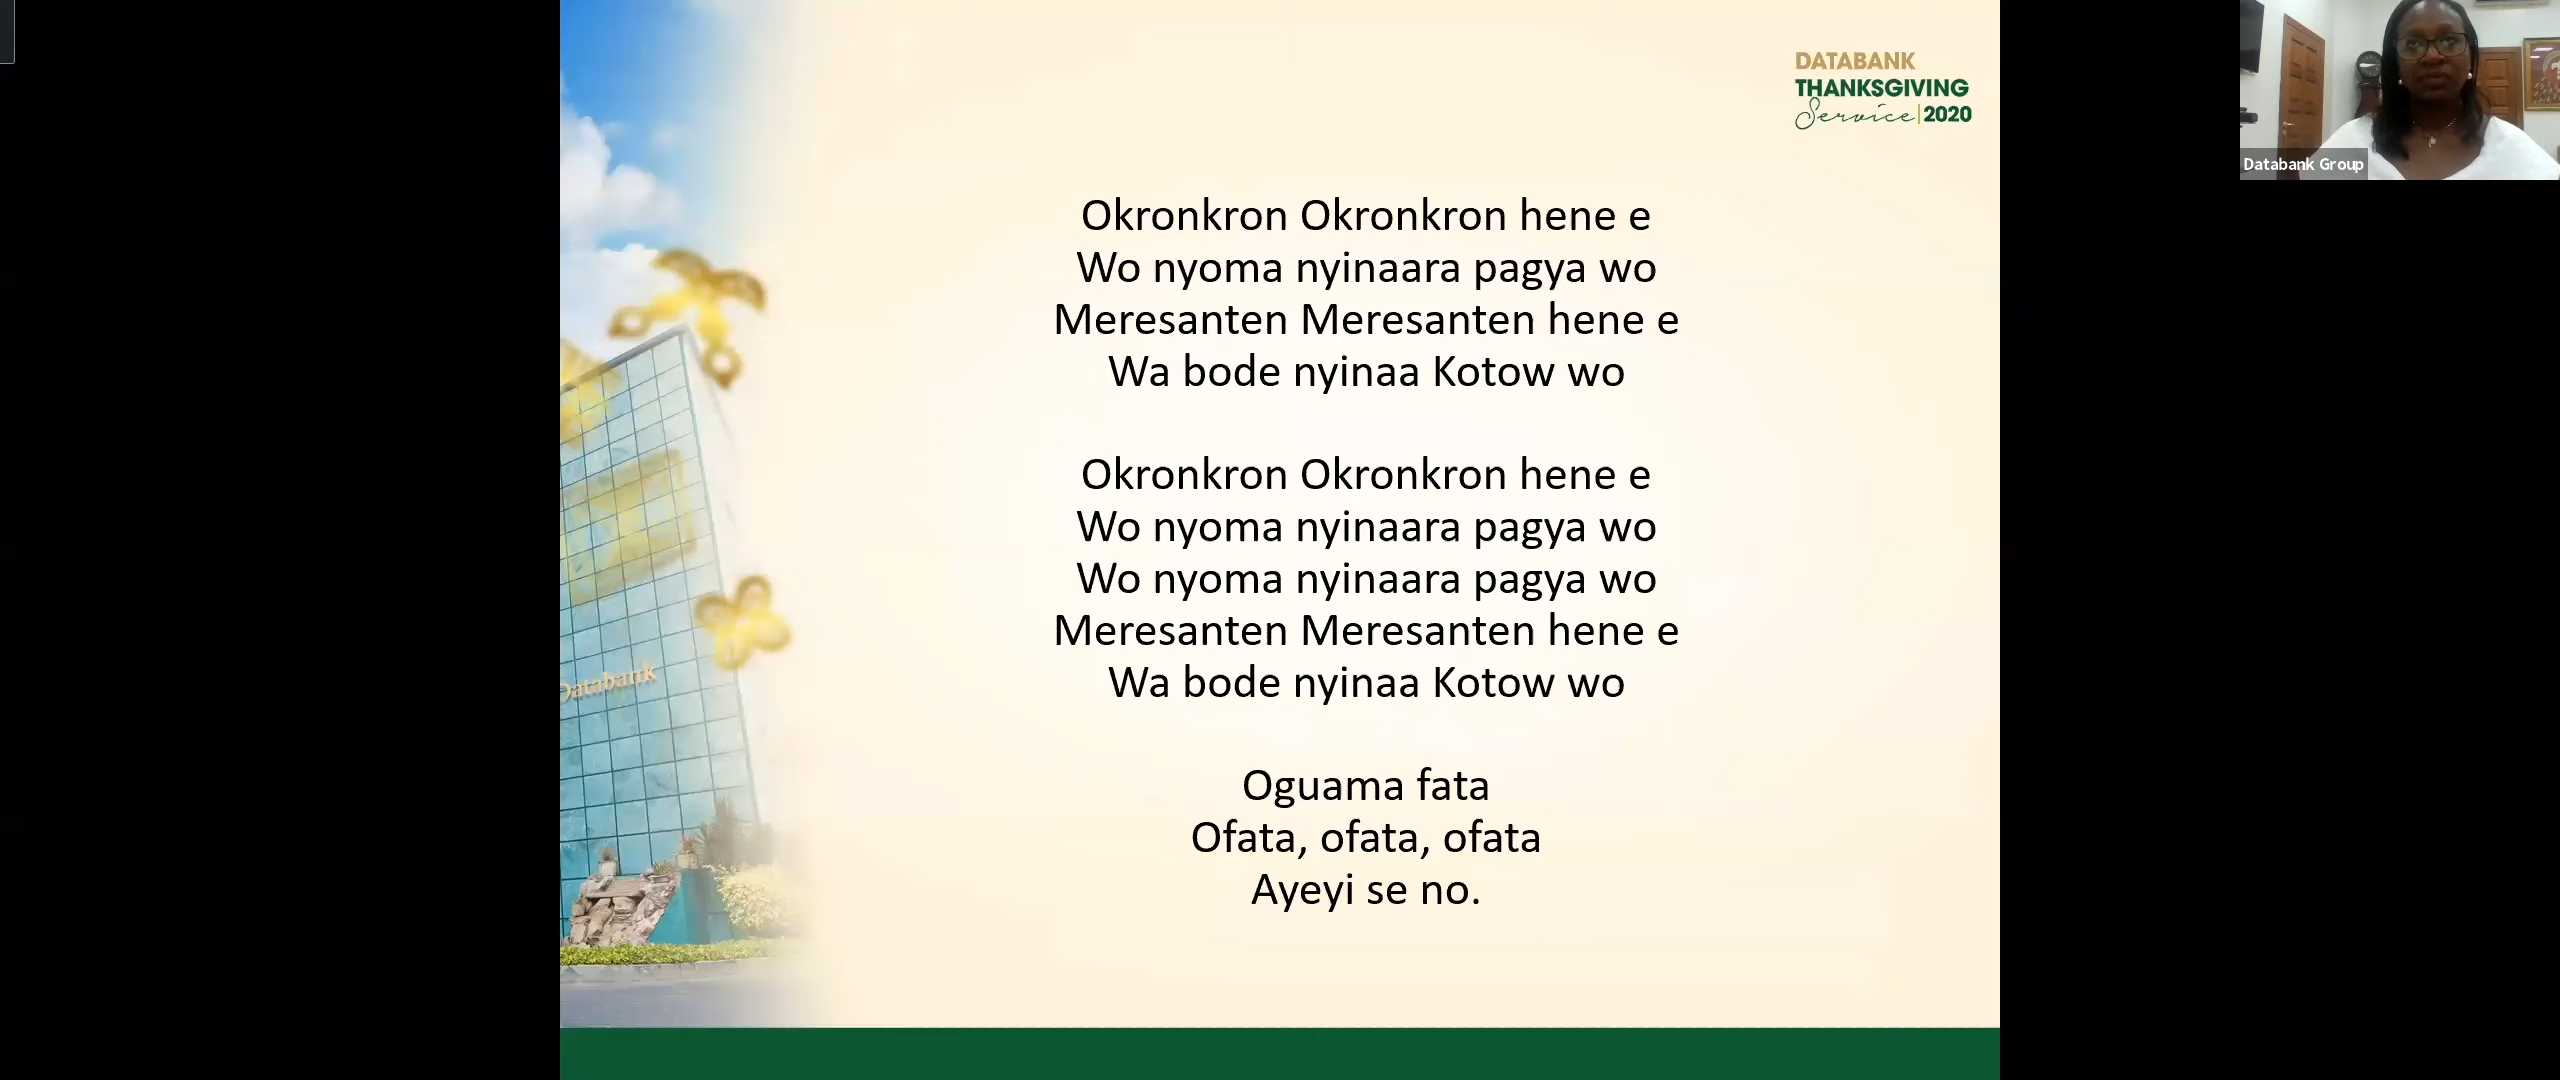 DATABANK
THANKSGIVING
Service | 2020
Databank Group
Okronkron Okronkron hene e
Wo nyoma nyinaara pagya wo
Meresanten Meresanten hene e
Wa bode nyinaa Kotow wo
Okronkron Okronkron hene e
Wo nyoma nyinaara pagya wo
Wo nyoma nyinaara pagya wo
Meresanten Meresanten hene e
Wa bode nyinaa Kotow wo
Oguama fata
Ofata, ofata, ofata
Ayeyi se no.
Databank